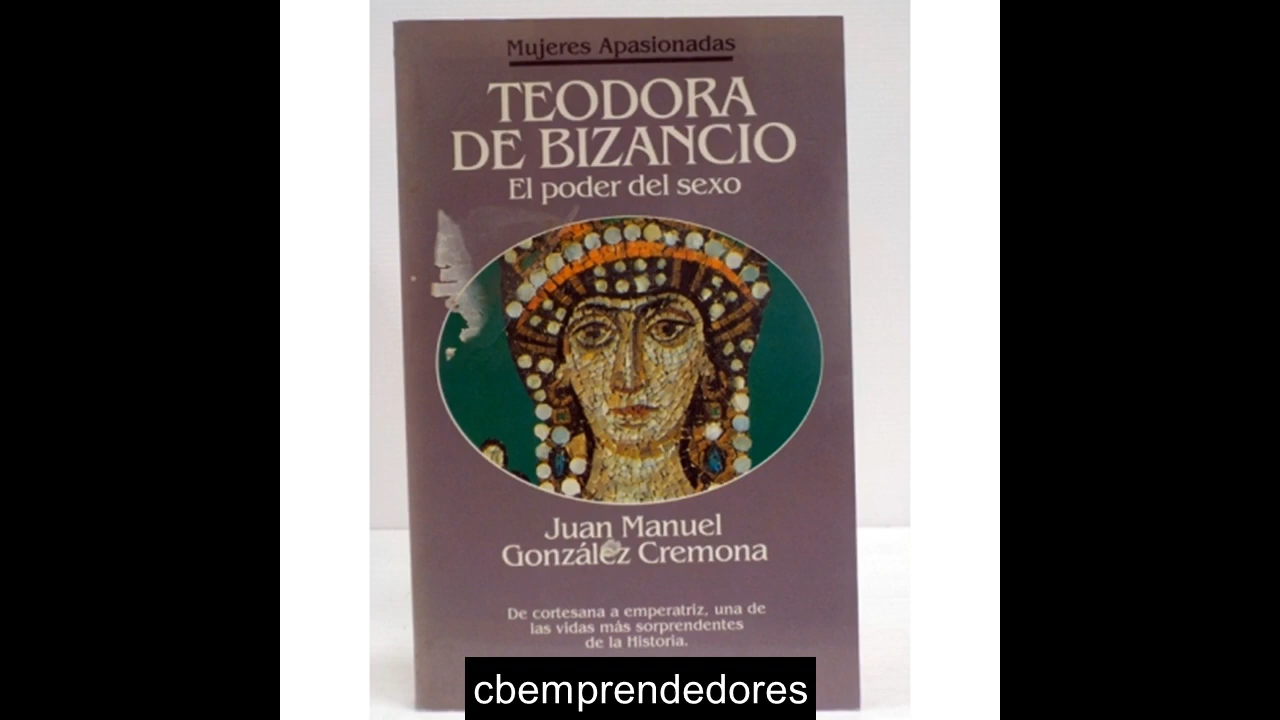 Mujeres Apasionadas
TEODORA
DE BIZANCIO
El poder del sexo
Juan Manuel
González Cremona
De cortesana a emperatriz, una de
las vidas más sorprendentes
de la Historia.
cbemprendedores